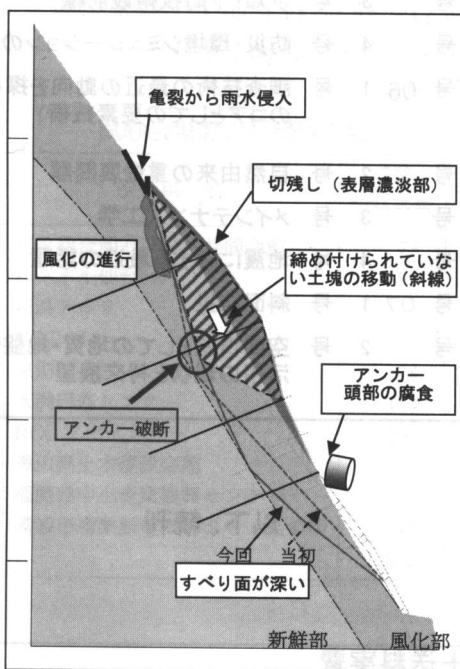 亀裂から雨水侵入
切残し（表層濃淡部）
風化の進行
締め付けられていな
い土塊の移動（斜線）
アンカー破断
アンカー
頭部の腐食
今回　当初
すべり面が深い
新鮮部　風化部